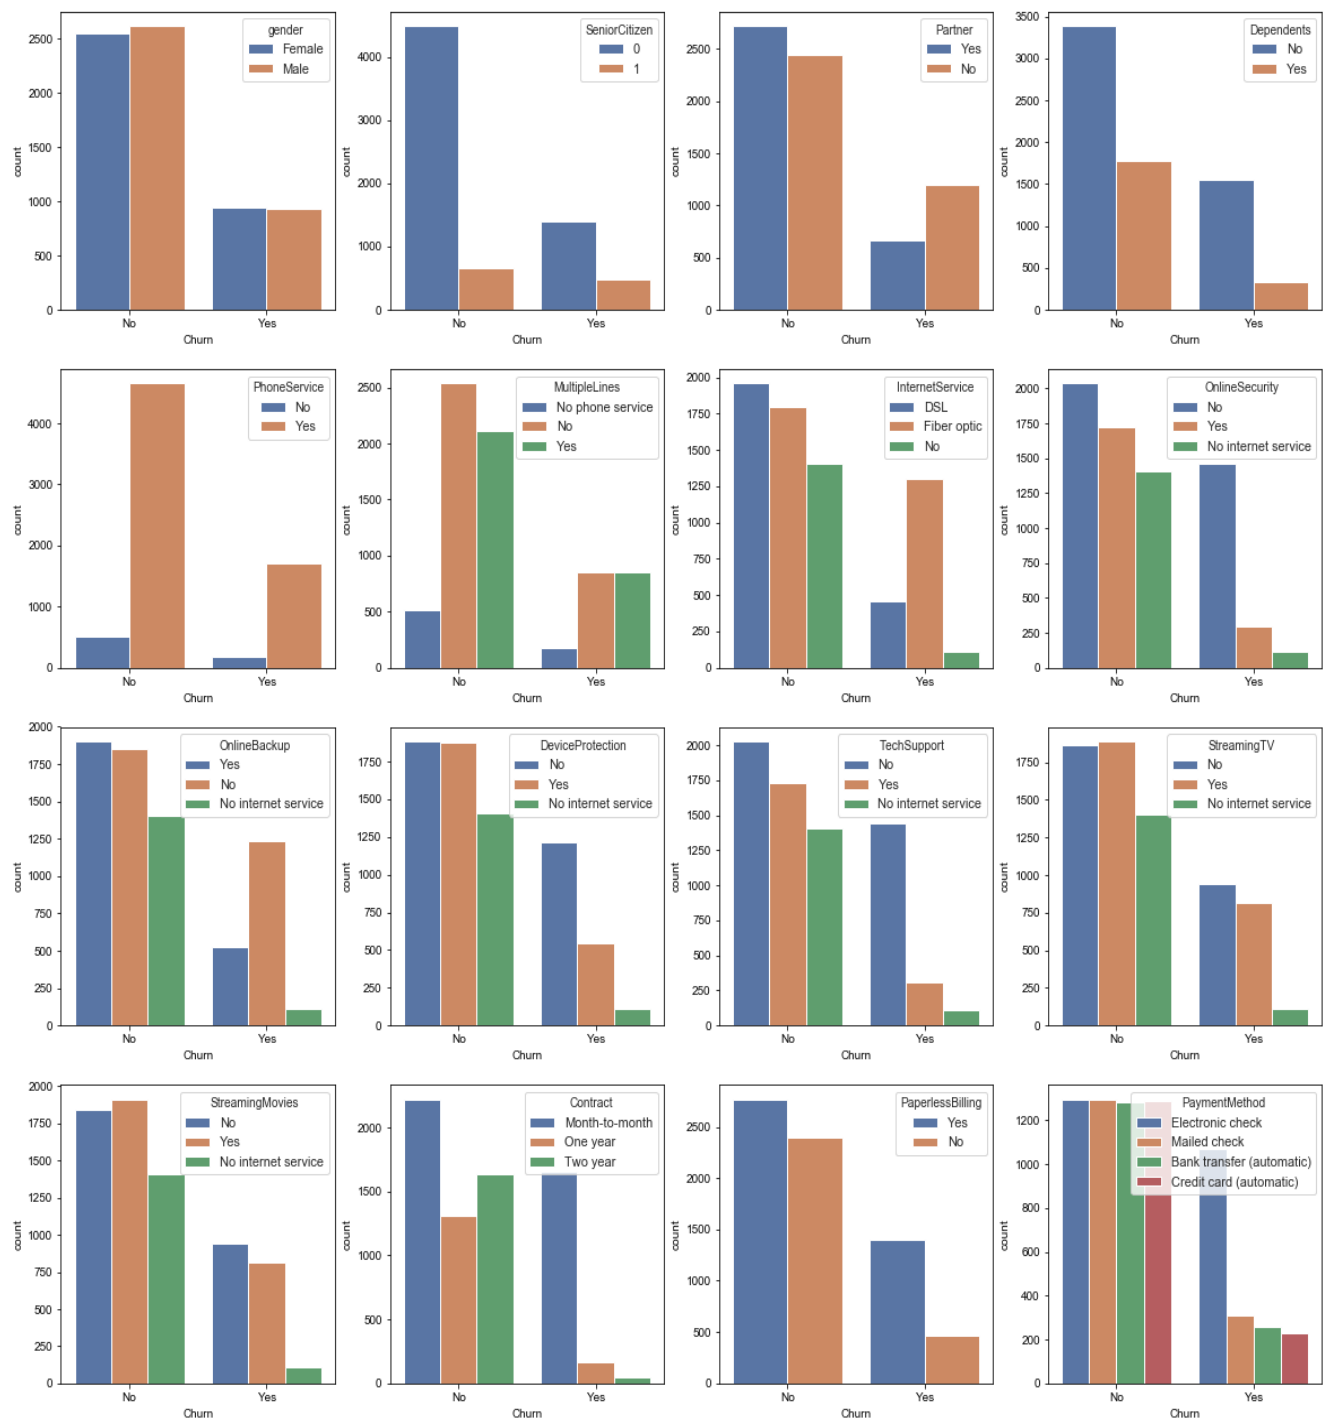 gender
Female
Male
2500
2000
1500
1000
500
0
count
No
Yes
Churn
SeniorCitizen
0
1
4000
3000
2000
1000
0
count
No
Yes
Churn
Partner
Yes
No
2500
2000
1500
1000
500
0
count
No
Yes
Churn
Dependents
No
Yes
3500
3000
2500
2000
1500
1000
500
0
count
No
Yes
Churn
PhoneService
No
Yes
4000
3000
2000
1000
0
count
No
Yes
Churn
MultipleLines
No phone service
No
Yes
2500
2000
1500
1000
500
0
count
No
Yes
Churn
InternetService
DSL
Fiber optic
No
2000
1750
1500
1250
1000
750
500
250
0
count
No
Yes
Churn
OnlineSecurity
No
Yes
No internet service
2000
1750
1500
1250
1000
750
500
250
0
count
No
Yes
Churn
OnlineBackup
Yes
No
No internet service
2000
1750
1500
1250
1000
750
500
250
0
count
No
Yes
Churn
DeviceProtection
No
Yes
No internet service
1750
1500
1250
1000
750
500
250
0
count
No
Yes
Churn
TechSupport
No
Yes
No internet service
2000
1750
1500
1250
1000
750
500
250
0
count
No
Yes
Churn
StreamingTV
No
Yes
No internet service
1750
1500
1250
1000
750
500
250
0
count
No
Yes
Churn
StreamingMovies
No
Yes
No internet service
2000
1750
1500
1250
1000
750
500
250
0
count
No
Yes
Churn
Contract
Month-to-month
One year
Two year
2000
1500
1000
500
0
count
No
Yes
Churn
PaperlessBilling
Yes
No
2500
2000
1500
1000
500
0
count
No
Yes
Churn
PaymentMethod
Electronic check
Mailed check
Bank transfer (automatic)
Credit card (automatic)
1200
1000
800
600
400
200
0
count
No
Yes
Churn